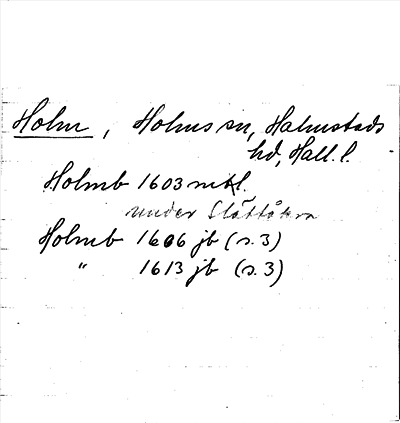 Holm, Holms sn, Halmstads
hd, Hall. l.
Holmb 1603 mtl.
under Slättåkra
Holmb 1606 jb (s. 3)
" 1613 jb (s. 3)